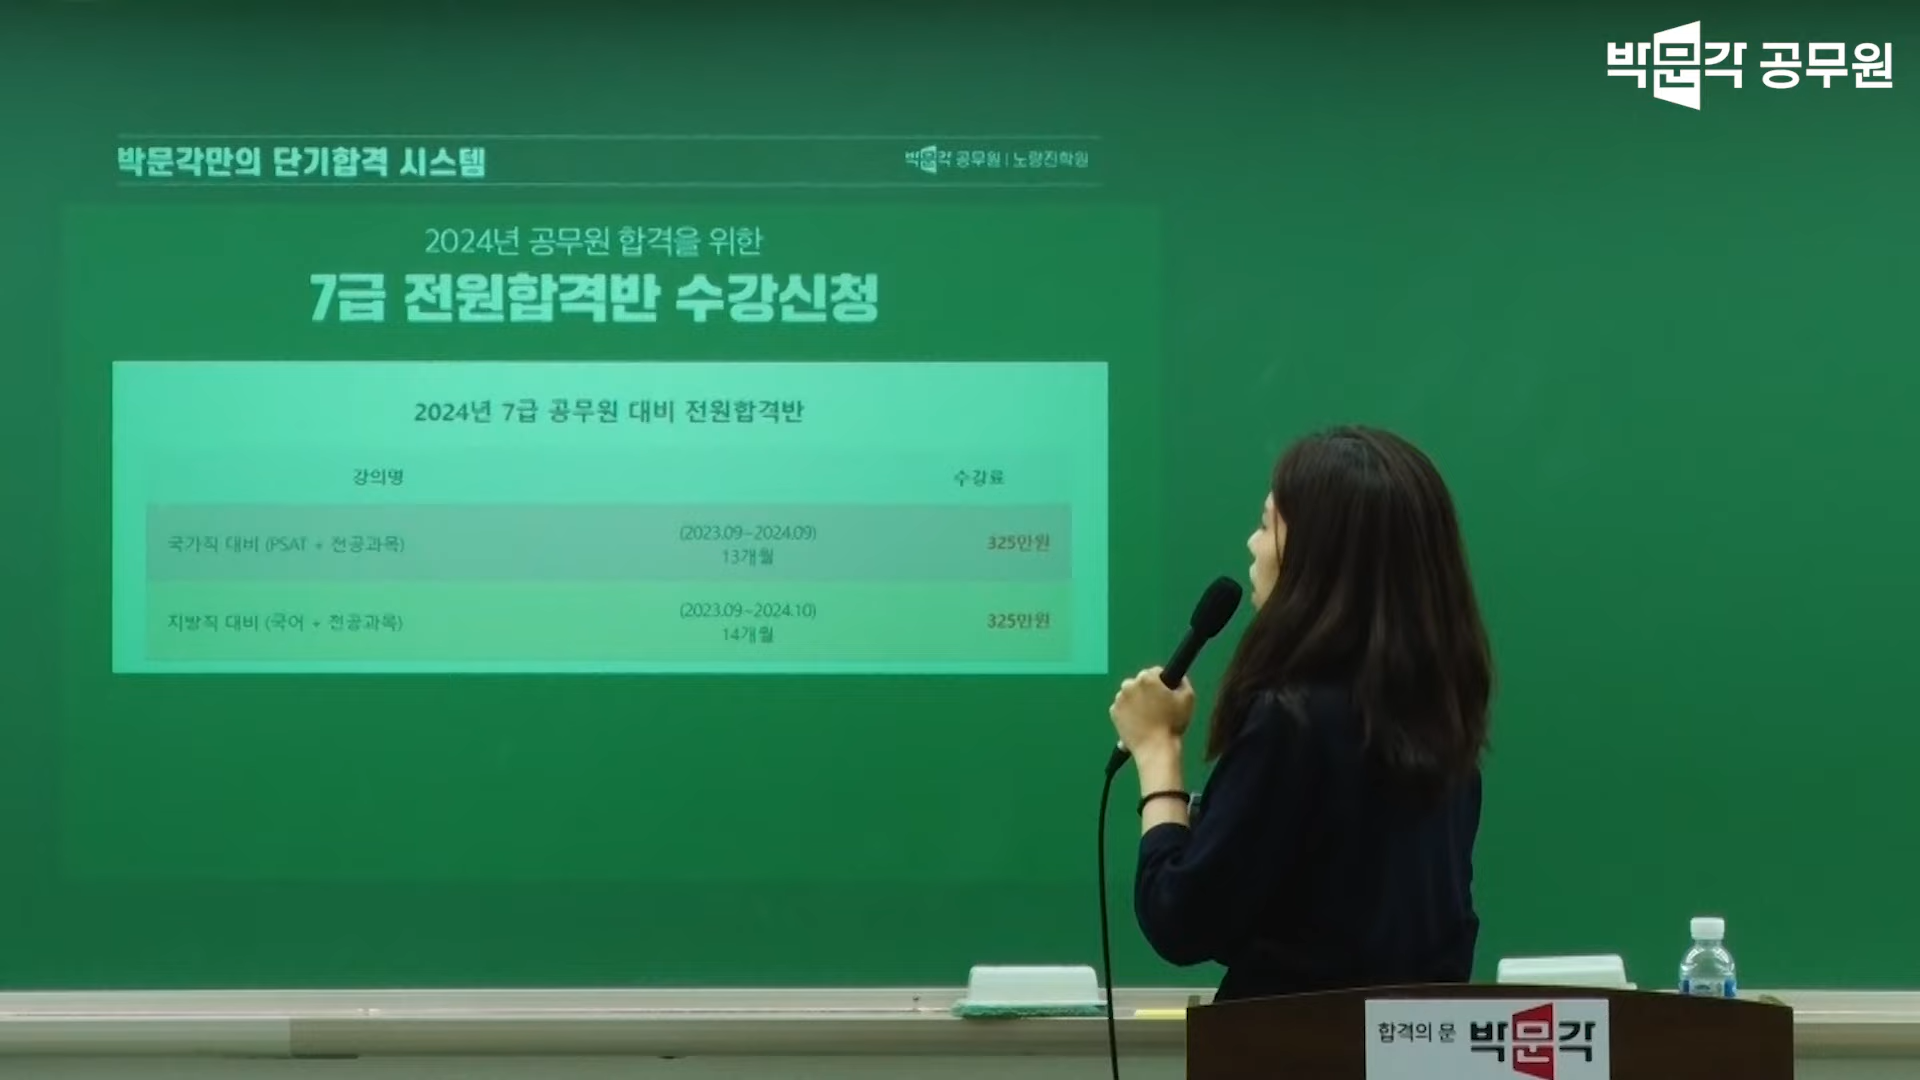 박문각 공무원
박문각만의 단기합격 시스템
박문각 공무원 | 노량진학원
2024년 공무원 합격을 위한
7급 전원합격반 수강신청
2024년 7급 공무원 대비 전원합격반
강의명 수강료
국가직 대비 (PSAT + 전공과목) (2023.09~2024.09) 325만원
13개월
지방직 대비 (국어 + 전공과목) (2023.09~2024.10) 325만원
14개월
합격의 문 박문각